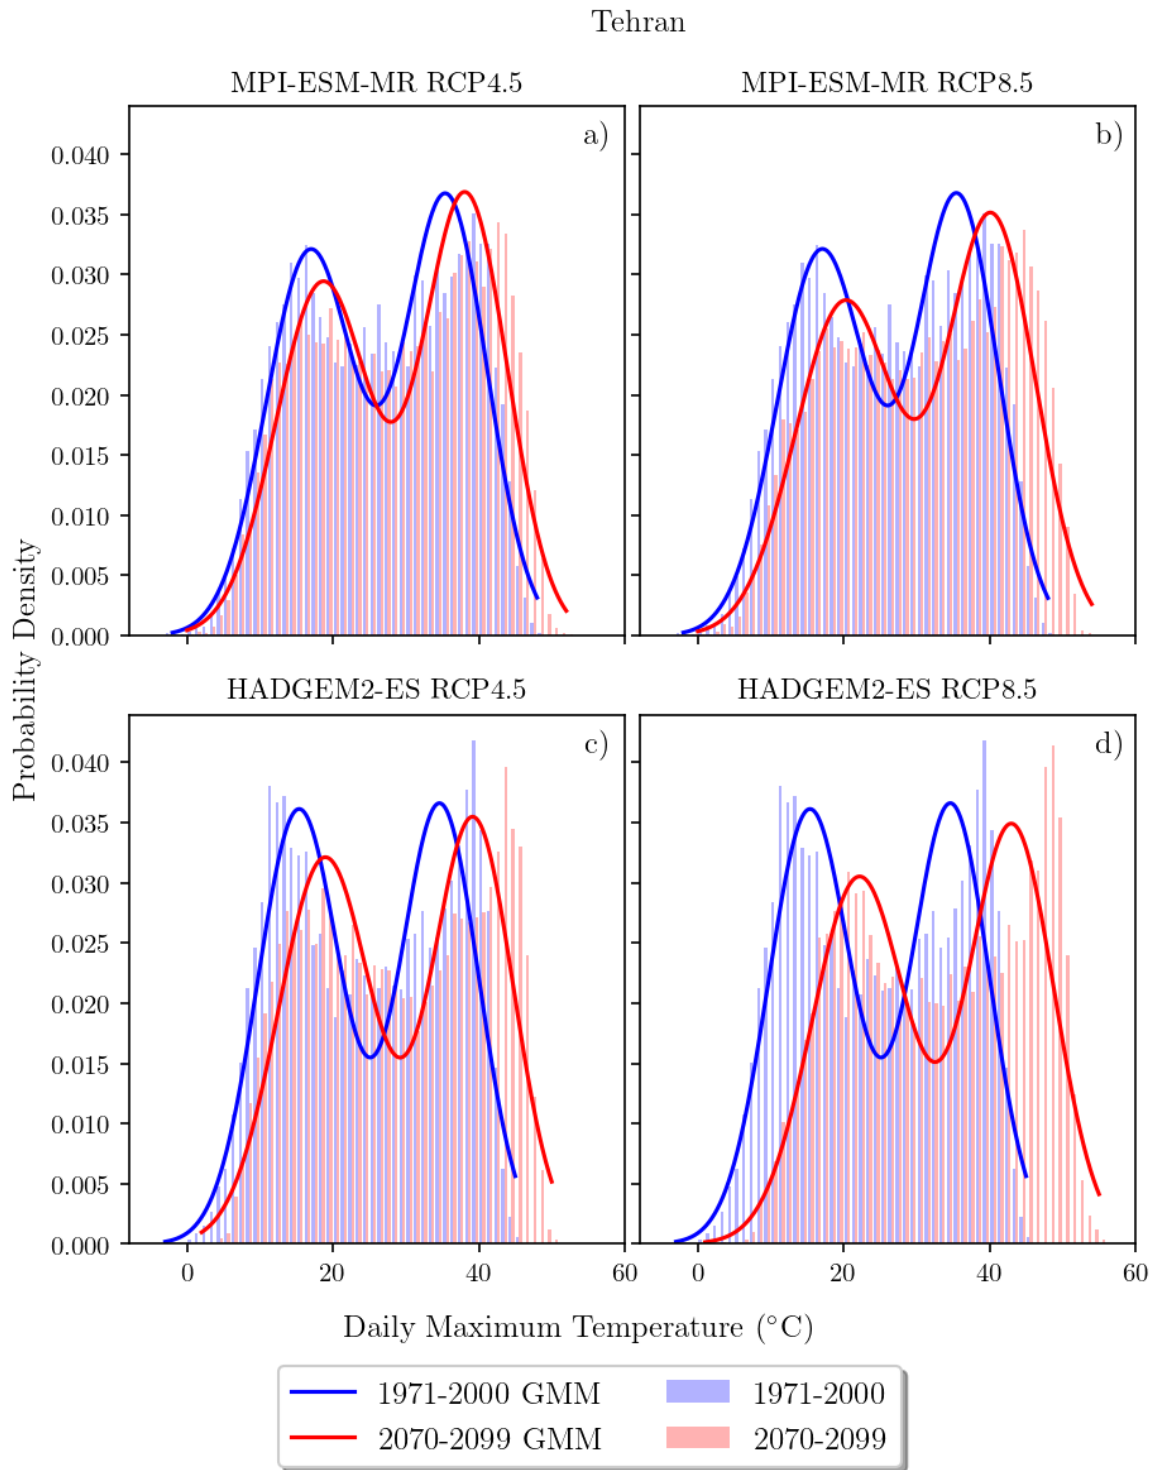 Tehran
MPI-ESM-MR RCP4.5
MPI-ESM-MR RCP8.5
a)
b)
0.040
0.035
0.030
0.025
0.020
0.015
0.010
0.005
0.000
HADGEM2-ES RCP4.5
HADGEM2-ES RCP8.5
c)
d)
0.040
0.035
0.030
0.025
0.020
0.015
0.010
0.005
0.000
Probability Density
0 20 40 60
0 20 40 60
Daily Maximum Temperature (°C)
1971-2000 GMM
1971-2000
2070-2099 GMM
2070-2099